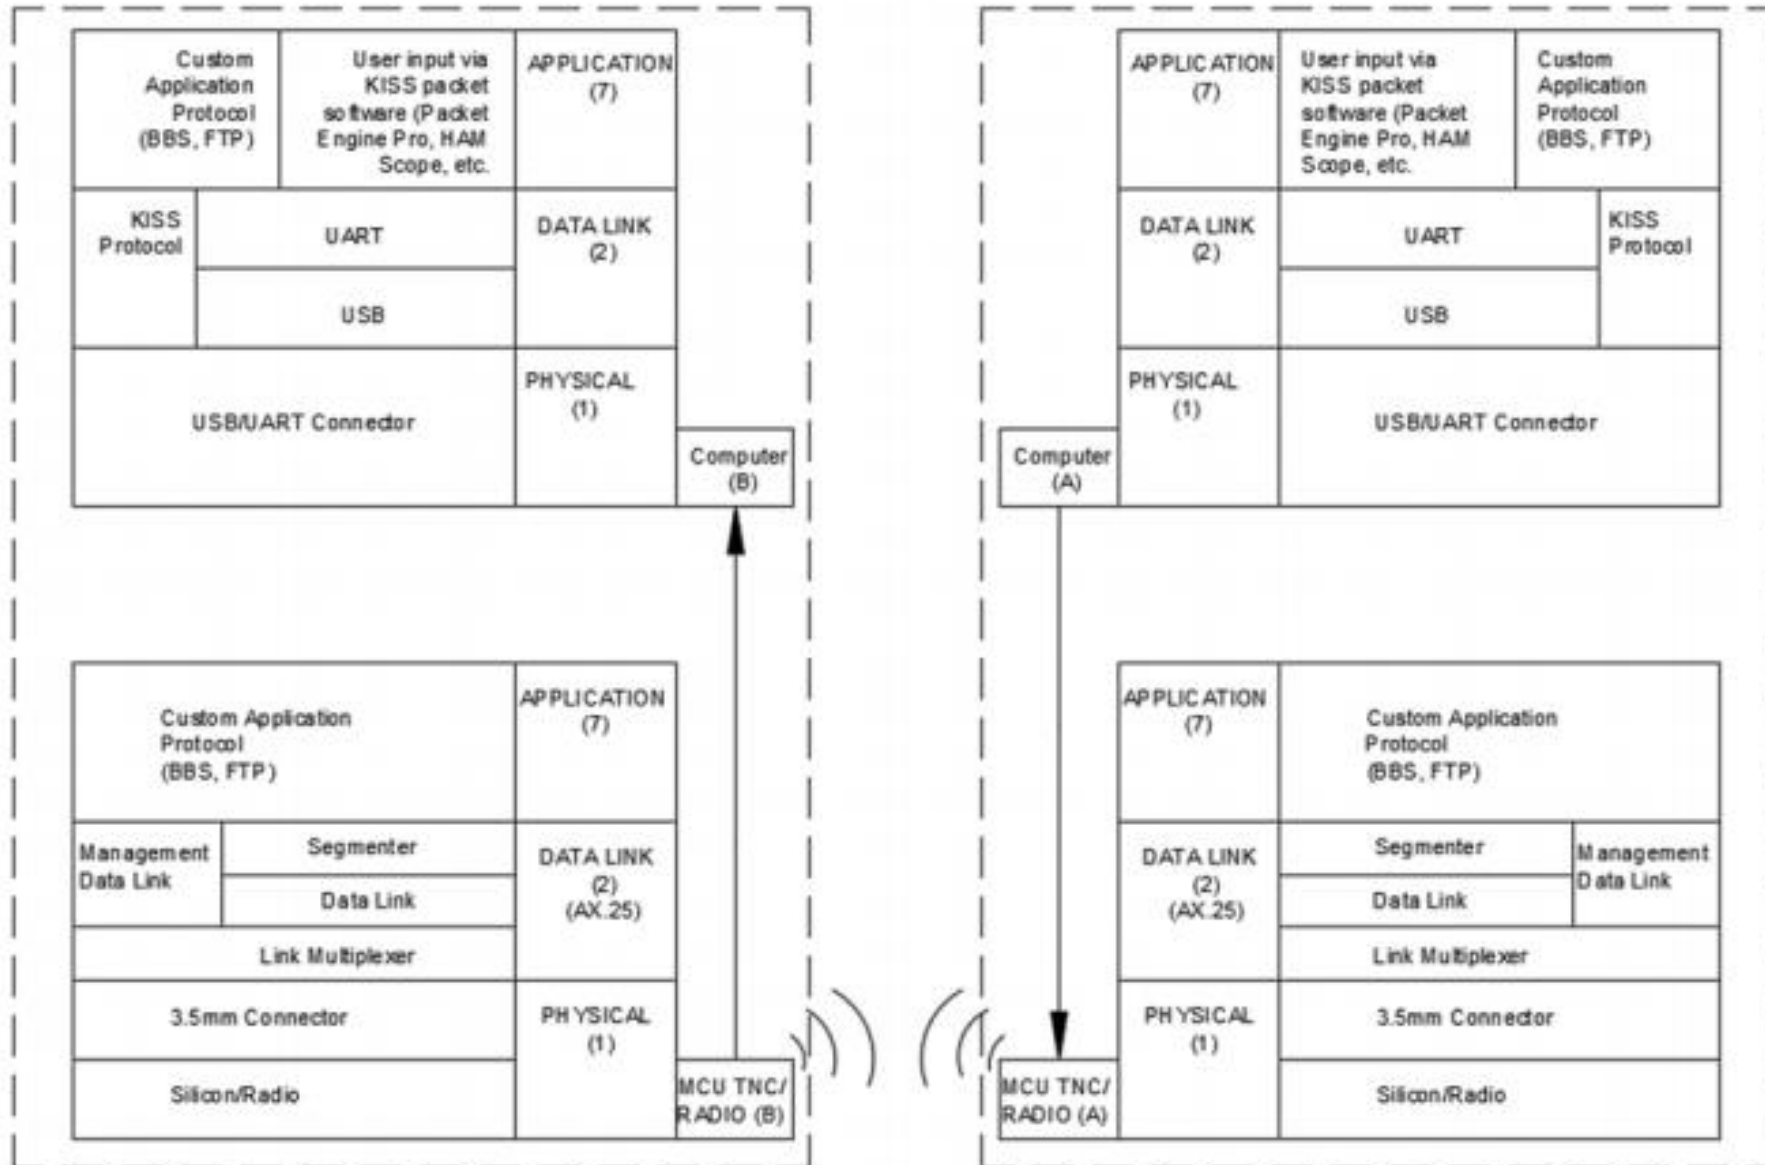 Custom
Application
Protocol
(BBS, FTP)
User input via
KISS packet
software (Packet
Engine Pro, HAM
Scope, etc.
APPLICATION
(7)
KISS
Protocol
UART
USB
DATA LINK
(2)
USB/UART Connector
PHYSICAL
(1)
Computer
(B)
APPLICATION
(7)
User input via
KISS packet
software (Packet
Engine Pro, HAM
Scope, etc.
Custom
Application
Protocol
(BBS, FTP)
DATA LINK
(2)
UART
USB
KISS
Protocol
PHYSICAL
(1)
USB/UART Connector
Computer
(A)
Custom Application
Protocol
(BBS, FTP)
APPLICATION
(7)
Management
Data Link
Segmenter
Data Link
Link Multiplexer
DATA LINK
(2)
(AX.25)
3.5mm Connector
Silicon/Radio
PHYSICAL
(1)
MCU TNC/
RADIO (B)
APPLICATION
(7)
Custom Application
Protocol
(BBS, FTP)
DATA LINK
(2)
(AX.25)
Segmenter
Data Link
Management
Data Link
Link Multiplexer
PHYSICAL
(1)
3.5mm Connector
Silicon/Radio
MCU TNC/
RADIO (A)